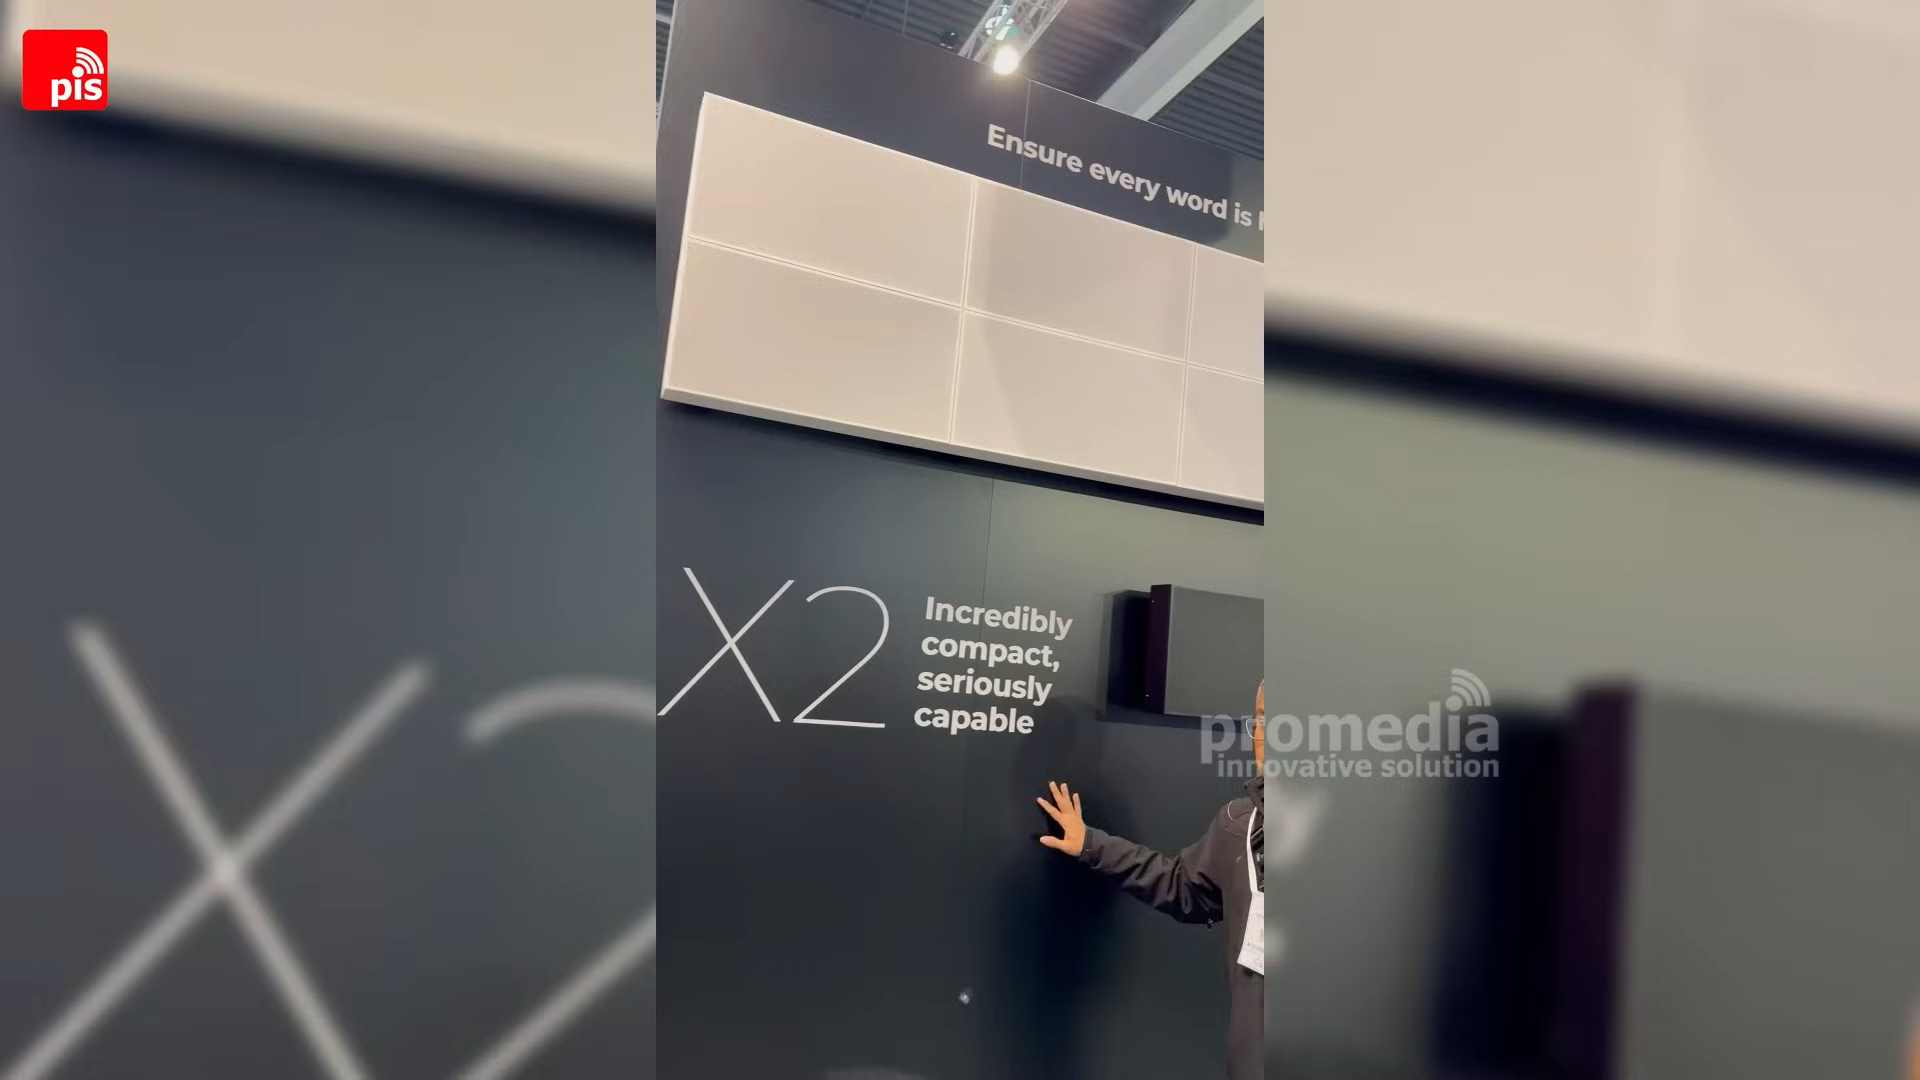 pis
Ensure every word is
X2
Incredibly
compact,
seriously
capable
promedia
innovative solution